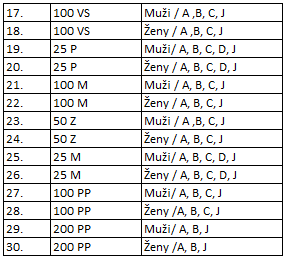 17. 100 VS Muži / A ,B, C, J
18. 100 VS Ženy / A ,B, C, J
19. 25 P Muži / A, B, C, D, J
20. 25 P Ženy / A, B, C, D, J
21. 100 M Muži / A, B, C, J
22. 100 M Ženy / A, B, C, J
23. 50 Z Muži / A ,B, C, J
24. 50 Z Ženy / A, B, C, J
25. 25 M Muži / A, B, C, D, J
26. 25 M Ženy / A, B, C, D, J
27. 100 PP Muži/ A, B, C, J
28. 100 PP Ženy /A, B, C, J
29. 200 PP Muži /A, B, J
30. 200 PP Ženy /A, B, J